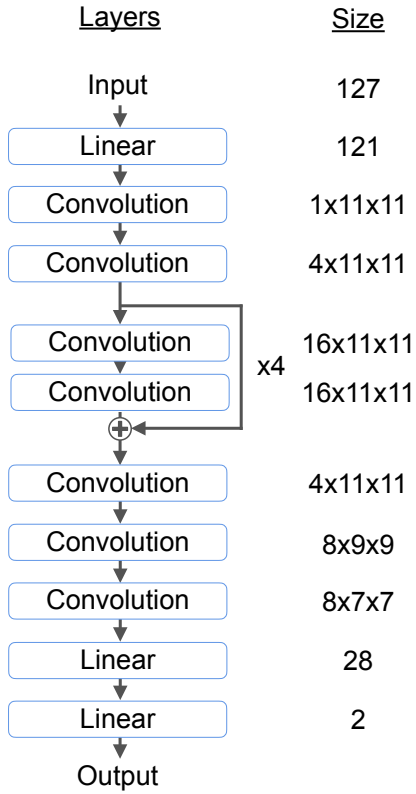 Layers Size
Input 127
Linear 121
Convolution 1x11x11
Convolution 4x11x11
Convolution 16x11x11
x4
Convolution 16x11x11
Convolution 4x11x11
Convolution 8x9x9
Convolution 8x7x7
Linear 28
Linear 2
Output